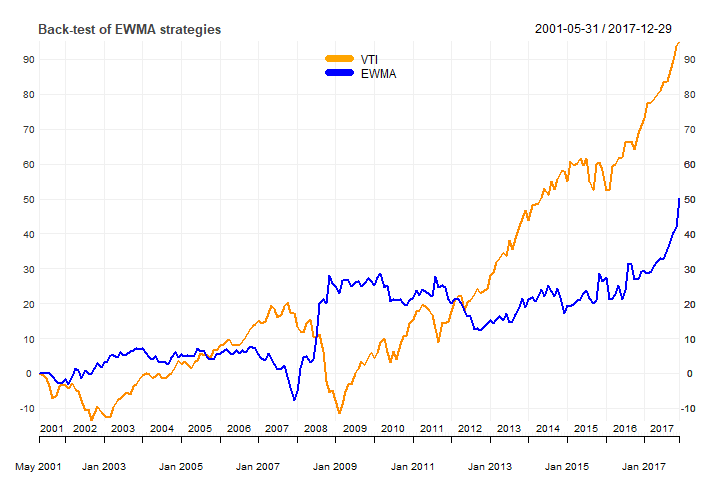 Back-test of EWMA strategies 2001-05-31 / 2017-12-29
VTI
EWMA
90 90
80 80
70 70
60 60
50 50
40 40
30 30
20 20
10 10
0 0
-10 -10
2001 2002 2003 2004 2005 2006 2007 2008 2009 2010 2011 2012 2013 2014 2015 2016 2017
May 2001 Jan 2003 Jan 2005 Jan 2007 Jan 2009 Jan 2011 Jan 2013 Jan 2015 Jan 2017